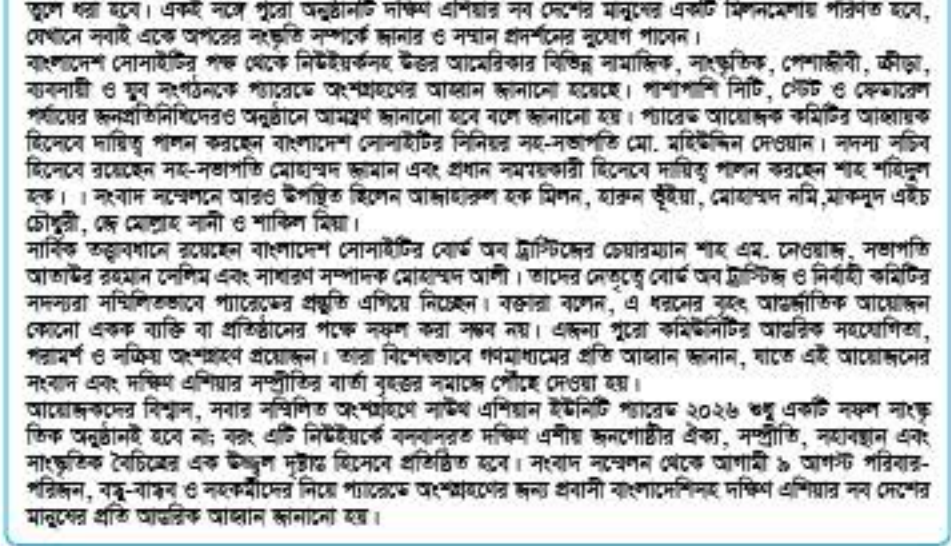 তুলে ধরা হবে। একই সঙ্গে পুরো অনুষ্ঠানটি দক্ষিণ এশিয়ার সব দেশের মানুষের একটি মিলনমেলায় পরিণত হবে,
যেখানে সবাই একে অপরের সংস্কৃতি সম্পর্কে জানার ও সম্মান প্রদর্শনের সুযোগ পাবেন।
বাংলাদেশ সোসাইটির পক্ষ থেকে নিউইয়র্কসহ উত্তর আমেরিকার বিভিন্ন সামাজিক, সাংস্কৃতিক, পেশাজীবী, ক্রীড়া,
ব্যবসায়ী ও যুব সংগঠনকে প্যারেডে অংশগ্রহণের আহ্বান জানানো হয়েছে। পাশাপাশি সিটি, স্টেট ও ফেডারেল
পর্যায়ের জনপ্রতিনিধিদেরও অনুষ্ঠানে আমন্ত্রণ জানানো হবে বলে জানানো হয়। প্যারেড আয়োজক কমিটির আহ্বায়ক
হিসেবে দায়িত্ব পালন করছেন বাংলাদেশ সোসাইটির সিনিয়র সহ-সভাপতি মো. মহিউদ্দিন দেওয়ান। সদস্য সচিব
হিসেবে রয়েছেন সহ-সভাপতি মোহাম্মদ জামান এবং প্রধান সমন্বয়কারী হিসেবে দায়িত্ব পালন করছেন শাহ শহিদুল
হক। । সংবাদ সম্মেলনে আরও উপস্থিত ছিলেন আজাহারুল হক মিলন, হারুন ভূঁইয়া, মোহাম্মদ নমি,মাকসুদ এইচ
চৌধুরী, জে মোল্লাহ সানী ও শাকিল মিয়া।
সার্বিক তত্ত্বাবধানে রয়েছেন বাংলাদেশ সোসাইটির বোর্ড অব ট্রাস্টিজের চেয়ারম্যান শাহ এম. নেওয়াজ, সভাপতি
আতাউর রহমান সেলিম এবং সাধারণ সম্পাদক মোহাম্মদ আলী। তাদের নেতৃত্বে বোর্ড অব ট্রাস্টিজ ও নির্বাহী কমিটির
সদস্যরা সম্মিলিতভাবে প্যারেডের প্রস্তুতি এগিয়ে নিচ্ছেন। বক্তারা বলেন, এ ধরনের বৃহৎ আন্তর্জাতিক আয়োজন
কোনো একক ব্যক্তি বা প্রতিষ্ঠানের পক্ষে সফল করা সম্ভব নয়। এজন্য পুরো কমিউনিটির আন্তরিক সহযোগিতা,
পরামর্শ ও সক্রিয় অংশগ্রহণ প্রয়োজন। তারা বিশেষভাবে গণমাধ্যমের প্রতি আহ্বান জানান, যাতে এই আয়োজনের
সংবাদ এবং দক্ষিণ এশিয়ার সম্প্রীতির বার্তা বৃহত্তর সমাজে পৌঁছে দেওয়া হয়।
আয়োজকদের বিশ্বাস, সবার সম্মিলিত অংশগ্রহণে সাউথ এশিয়ান ইউনিটি প্যারেড ২০২৬ শুধু একটি সফল সাংস্কৃ
তিক অনুষ্ঠানই হবে না; বরং এটি নিউইয়র্কে বসবাসরত দক্ষিণ এশীয় জনগোষ্ঠীর ঐক্য, সম্প্রীতি, সহাবস্থান এবং
সাংস্কৃতিক বৈচিত্রের এক উজ্জ্বল দৃষ্টান্ত হিসেবে প্রতিষ্ঠিত হবে। সংবাদ সম্মেলন থেকে আগামী ৯ আগস্ট পরিবার-
পরিজন, বন্ধু-বান্ধব ও সহকর্মীদের নিয়ে প্যারেডে অংশগ্রহণের জন্য প্রবাসী বাংলাদেশিসহ দক্ষিণ এশিয়ার সব দেশের
মানুষের প্রতি আন্তরিক আহ্বান জানানো হয়।